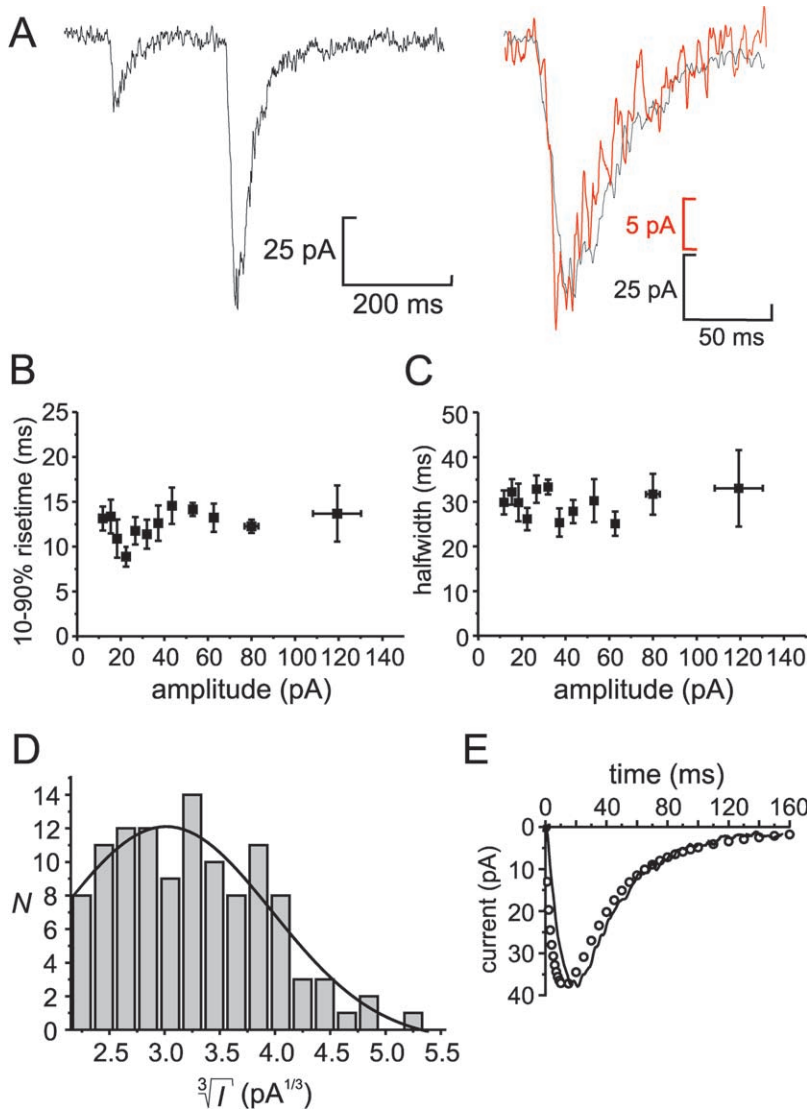 A
25 pA
200 ms
5 pA
25 pA
50 ms
B
10-90% risetime (ms)
25
20
15
10
5
0
0 20 40 60 80 100 120 140
amplitude (pA)
C
halfwidth (ms)
50
40
30
20
10
0
0 20 40 60 80 100 120 140
amplitude (pA)
D
N
14
12
10
8
6
4
2
0
2.5 3.0 3.5 4.0 4.5 5.0 5.5
∛I (pA^1/3)
E
time (ms)
0 40 80 120 160
current (pA)
0
10
20
30
40